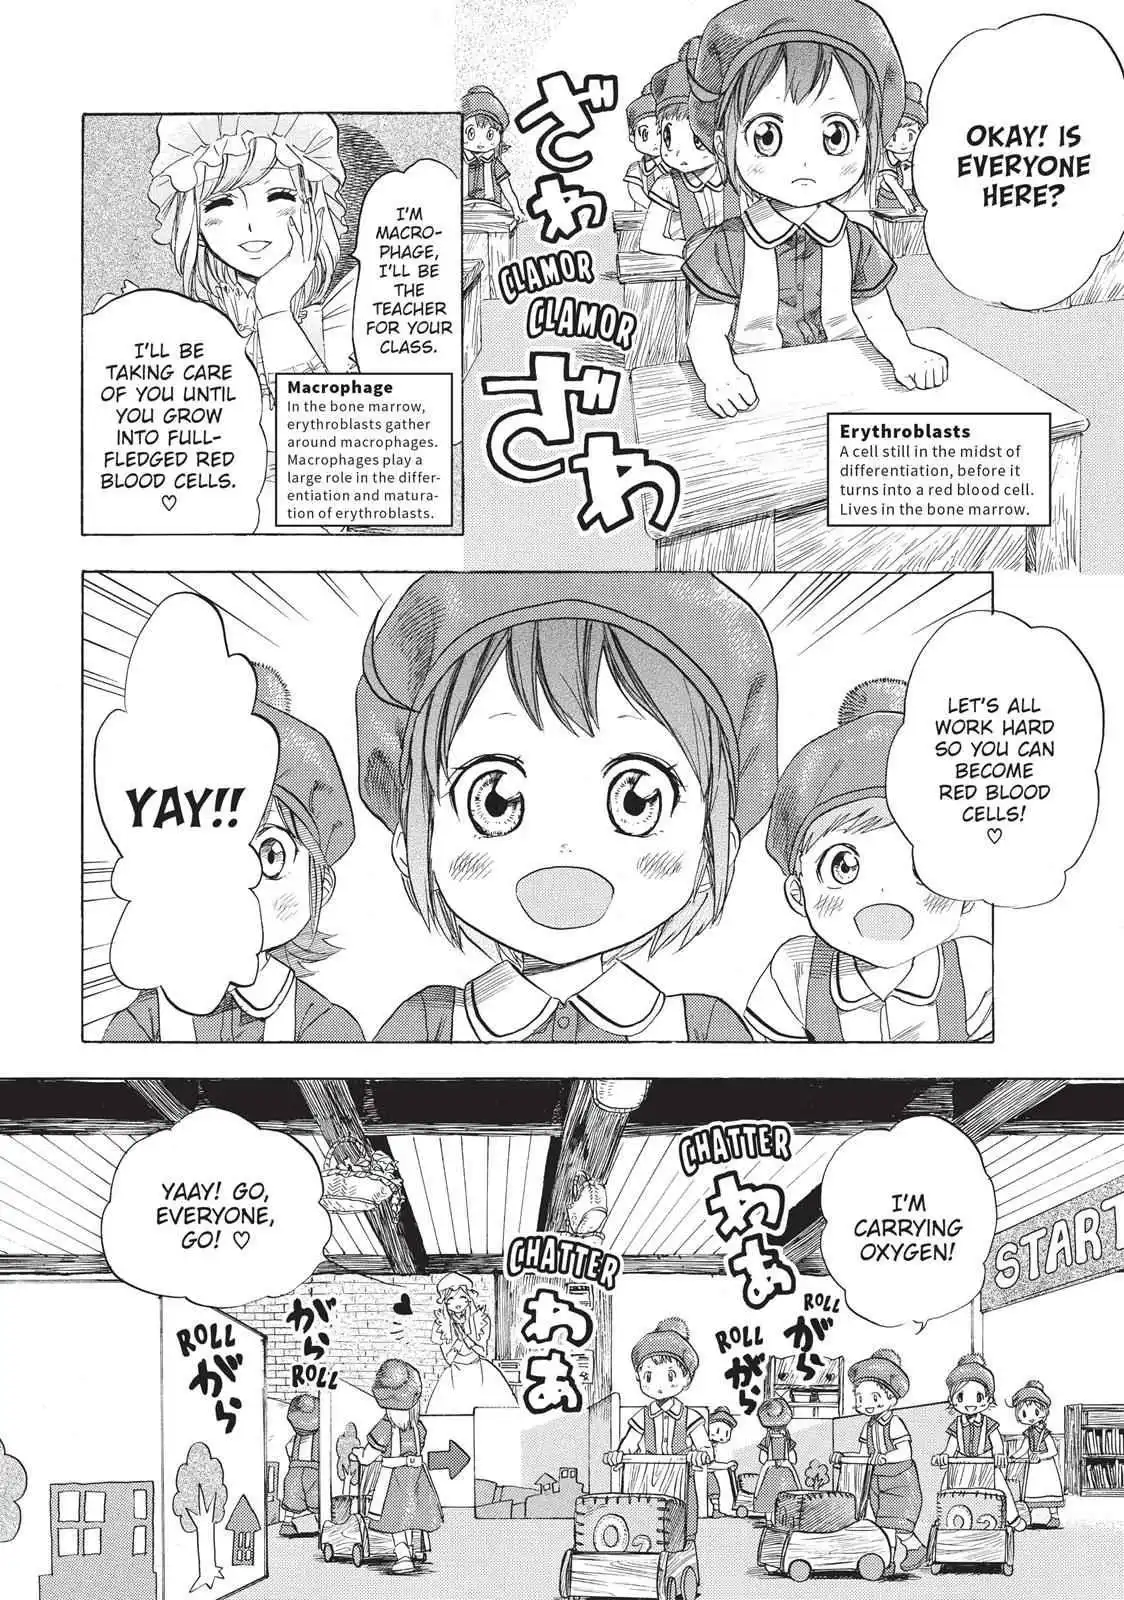 OKAY! IS
EVERYONE
HERE?
ざわ
CLAMOR
CLAMOR
ざわ
Erythroblasts
A cell still in the midst of
differentiation, before it
turns into a red blood cell.
Lives in the bone marrow.
I'M
MACRO-
PHAGE,
I'LL BE
THE
TEACHER
FOR YOUR
CLASS.
I'LL BE
TAKING CARE
OF YOU UNTIL
YOU GROW
INTO FULL-
FLEDGED RED
BLOOD CELLS.
♡
Macrophage
In the bone marrow,
erythroblasts gather
around macrophages.
Macrophages play a
large role in the differ-
entiation and matura-
tion of erythroblasts.
LET'S ALL
WORK HARD
SO YOU CAN
BECOME
RED BLOOD
CELLS!
♡
YAY!!
I'M
CARRYING
OXYGEN!
START
CHATTER
わあ
ROLL
がら
ROLL
がら
CHATTER
わあ
YAAY! GO,
EVERYONE,
GO! ♡
がら
ROLL
ROLL
がら
O2
O2